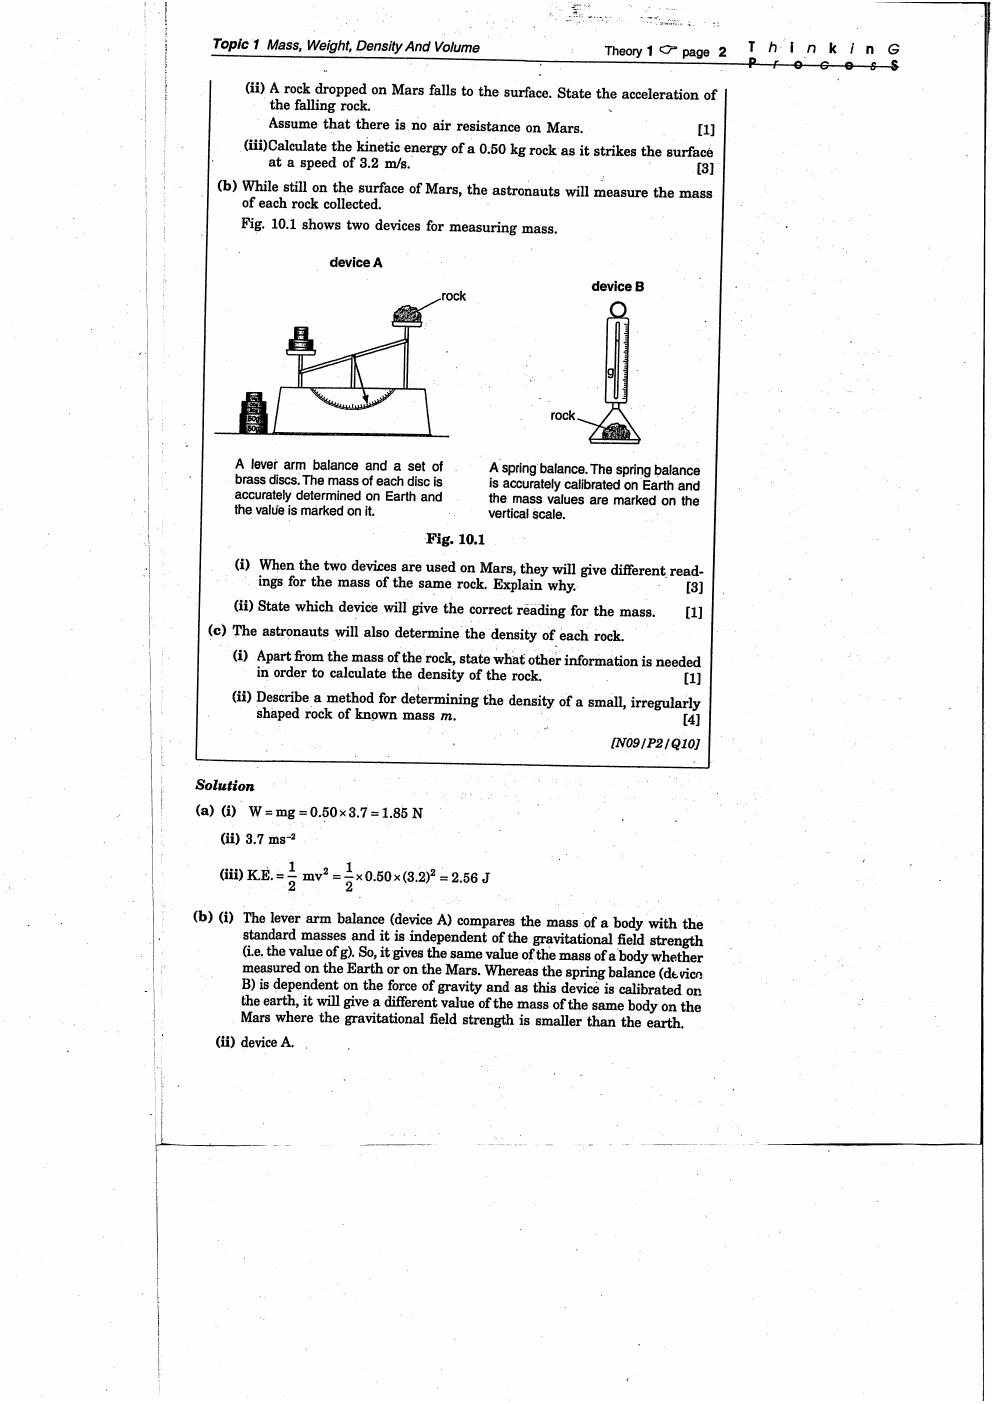 Topic 1 Mass, Weight, Density And Volume
Theory 1 ☞ page 2
ThinkinG
ProcesS
(ii) A rock dropped on Mars falls to the surface. State the acceleration of
the falling rock.
Assume that there is no air resistance on Mars. [1]
(iii)Calculate the kinetic energy of a 0.50 kg rock as it strikes the surface
at a speed of 3.2 m/s. [3]
(b) While still on the surface of Mars, the astronauts will measure the mass
of each rock collected.
Fig. 10.1 shows two devices for measuring mass.
device A
rock
device B
g
rock
A lever arm balance and a set of
brass discs. The mass of each disc is
accurately determined on Earth and
the value is marked on it.
A spring balance. The spring balance
is accurately calibrated on Earth and
the mass values are marked on the
vertical scale.
Fig. 10.1
(i) When the two devices are used on Mars, they will give different read-
ings for the mass of the same rock. Explain why. [3]
(ii) State which device will give the correct reading for the mass. [1]
(c) The astronauts will also determine the density of each rock.
(i) Apart from the mass of the rock, state what other information is needed
in order to calculate the density of the rock. [1]
(ii) Describe a method for determining the density of a small, irregularly
shaped rock of known mass m. [4]
[N09/P2/Q10]
Solution
(a) (i) W = mg = 0.50 × 3.7 = 1.85 N
(ii) 3.7 ms⁻²
(iii) K.E. = 1/2 mv² = 1/2 × 0.50 × (3.2)² = 2.56 J
(b) (i) The lever arm balance (device A) compares the mass of a body with the
standard masses and it is independent of the gravitational field strength
(i.e. the value of g). So, it gives the same value of the mass of a body whether
measured on the Earth or on the Mars. Whereas the spring balance (device
B) is dependent on the force of gravity and as this device is calibrated on
the earth, it will give a different value of the mass of the same body on the
Mars where the gravitational field strength is smaller than the earth.
(ii) device A.